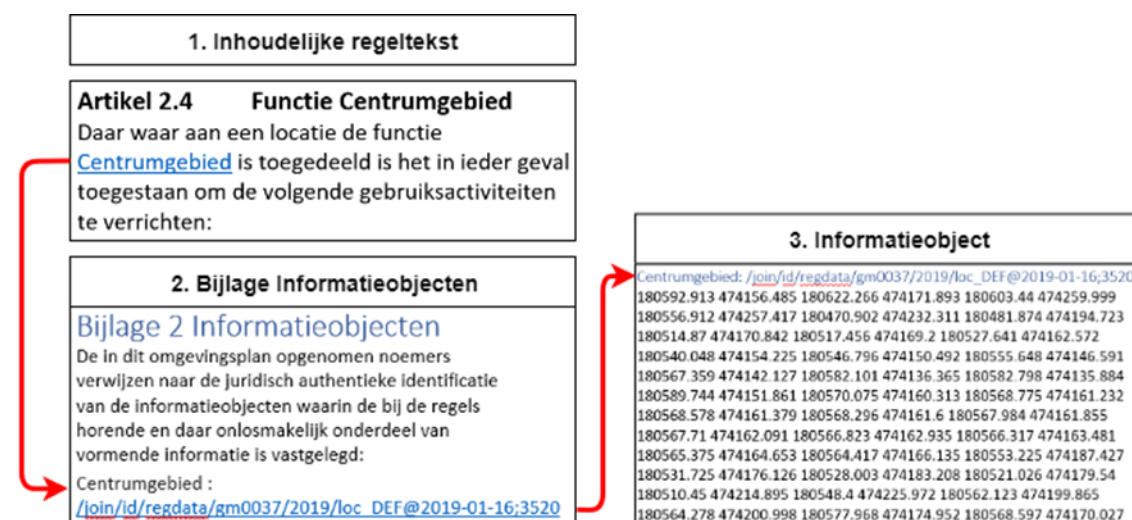 1. Inhoudelijke regeltekst
Artikel 2.4 Functie Centrumgebied
Daar waar aan een locatie de functie
Centrumgebied is toegedeeld is het in ieder geval
toegestaan om de volgende gebruiksactiviteiten
te verrichten:
2. Bijlage Informatieobjecten
Bijlage 2 Informatieobjecten
De in dit omgevingsplan opgenomen noemers
verwijzen naar de juridisch authentieke identificatie
van de informatieobjecten waarin de bij de regels
horende en daar onlosmakelijk onderdeel van
vormende informatie is vastgelegd:
Centrumgebied :
/join/id/regdata/gm0037/2019/loc_DEF@2019-01-16;3520
3. Informatieobject
Centrumgebied: /join/id/regdata/gm0037/2019/loc_DEF@2019-01-16;3520
180592.913 474156.485 180622.266 474171.893 180603.44 474259.999
180556.912 474257.417 180470.902 474232.311 180481.874 474194.723
180514.87 474170.842 180517.456 474169.2 180527.641 474162.572
180540.048 474154.225 180546.796 474150.492 180555.648 474146.591
180567.359 474142.127 180582.101 474136.365 180582.798 474135.884
180589.744 474151.861 180570.075 474160.313 180568.775 474161.232
180568.578 474161.379 180568.296 474161.6 180567.984 474161.855
180567.71 474162.091 180566.823 474162.935 180566.317 474163.481
180565.375 474164.653 180564.417 474166.135 180553.225 474187.427
180531.725 474176.126 180528.003 474183.208 180521.026 474179.54
180510.45 474214.895 180548.4 474225.972 180562.123 474199.865
180564.278 474200.998 180577.968 474174.952 180568.597 474170.027